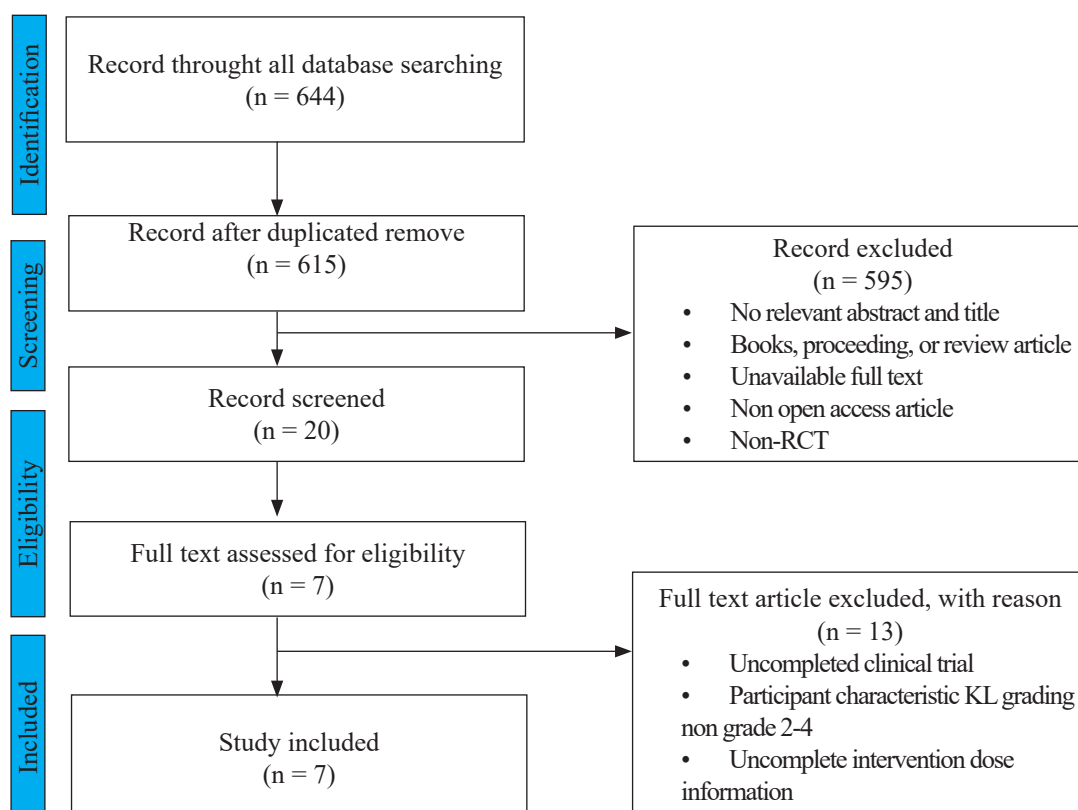 Identification
Record throught all database searching
(n = 644)
Screening
Record after duplicated remove
(n = 615)
Record excluded
(n = 595)
• No relevant abstract and title
• Books, proceeding, or review article
• Unavailable full text
• Non open access article
• Non-RCT
Record screened
(n = 20)
Eligibility
Full text assessed for eligibility
(n = 7)
Full text article excluded, with reason
(n = 13)
• Uncompleted clinical trial
• Participant characteristic KL grading
non grade 2-4
• Uncomplete intervention dose
information
Included
Study included
(n = 7)